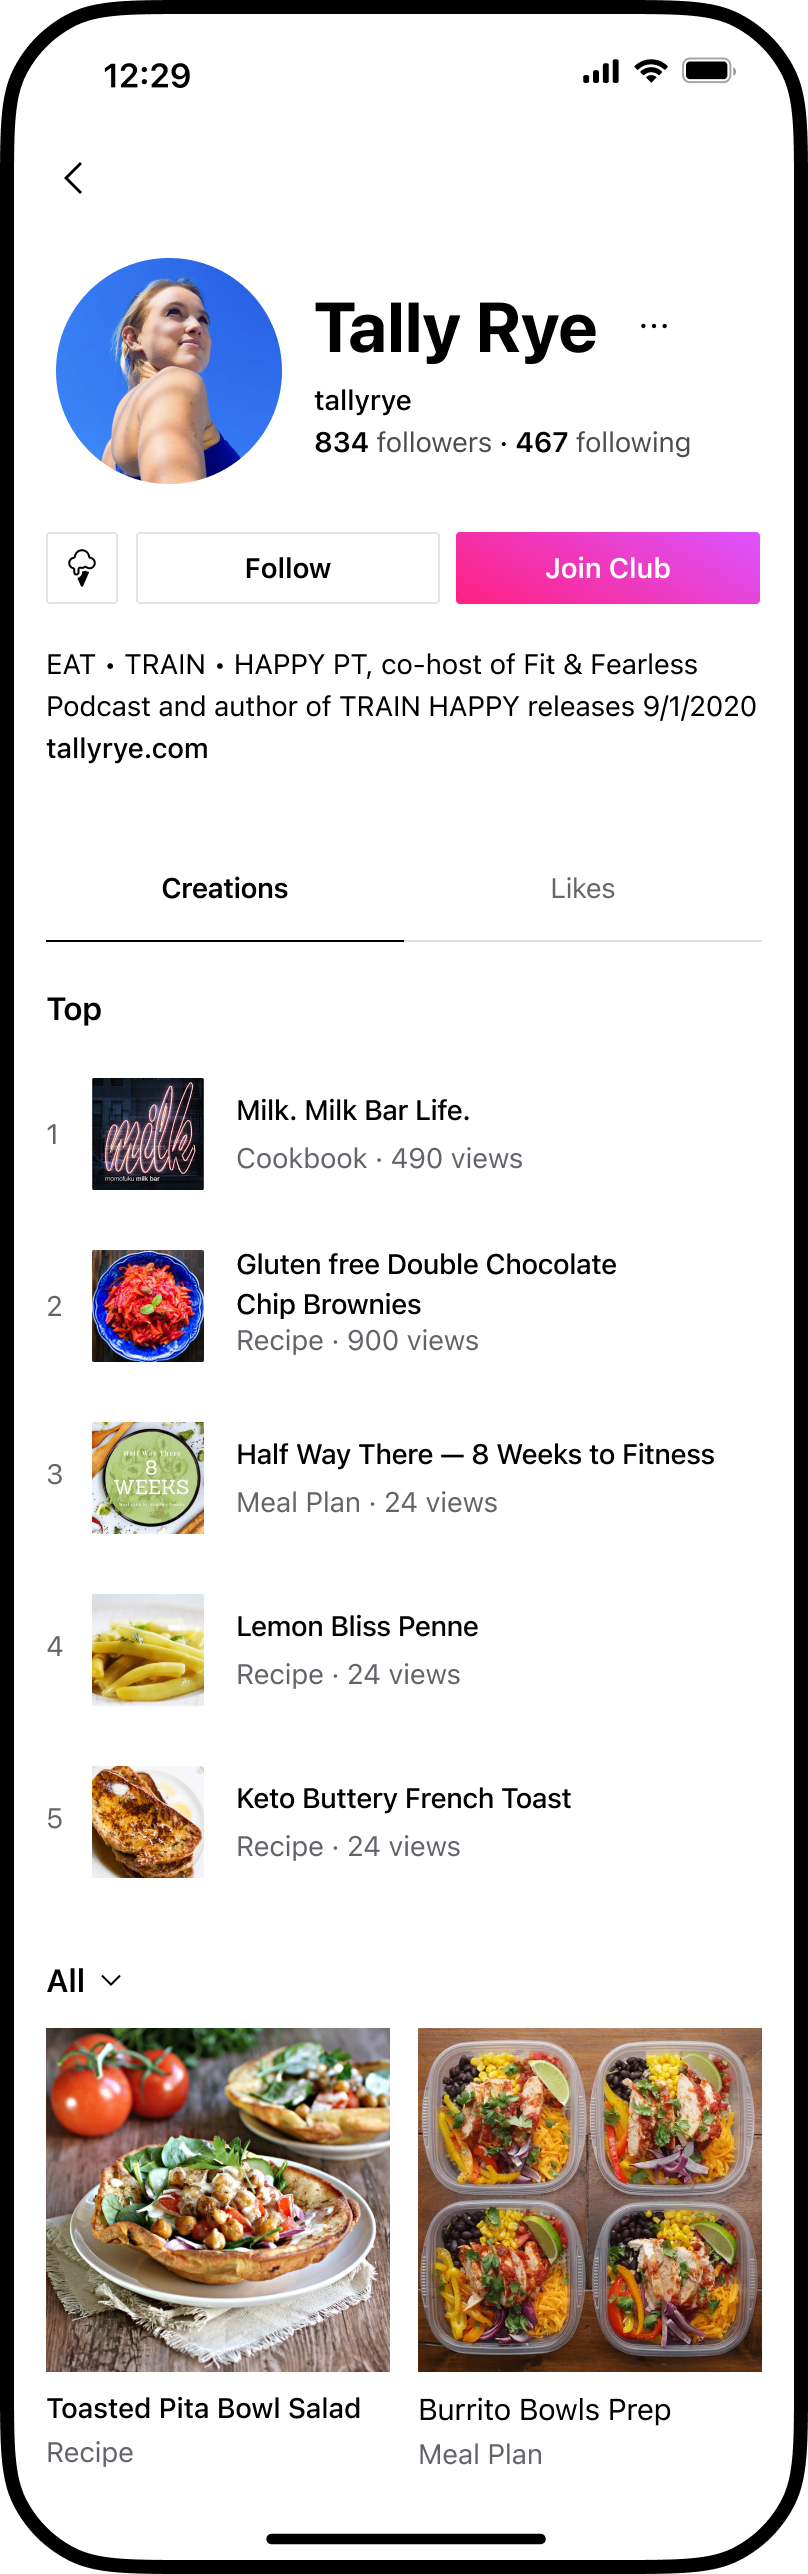 12:29
Tally Rye
tallyrye
834 followers · 467 following
Follow
Join Club
EAT • TRAIN • HAPPY PT, co-host of Fit & Fearless
Podcast and author of TRAIN HAPPY releases 9/1/2020
tallyrye.com
Creations
Likes
Top
1
milk
momofuku milk bar
Milk. Milk Bar Life.
Cookbook · 490 views
2
Gluten free Double Chocolate
Chip Brownies
Recipe · 900 views
3
Half Way There
8
WEEKS
Half Way There — 8 Weeks to Fitness
Meal Plan · 24 views
4
Lemon Bliss Penne
Recipe · 24 views
5
Keto Buttery French Toast
Recipe · 24 views
All
Toasted Pita Bowl Salad
Recipe
Burrito Bowls Prep
Meal Plan